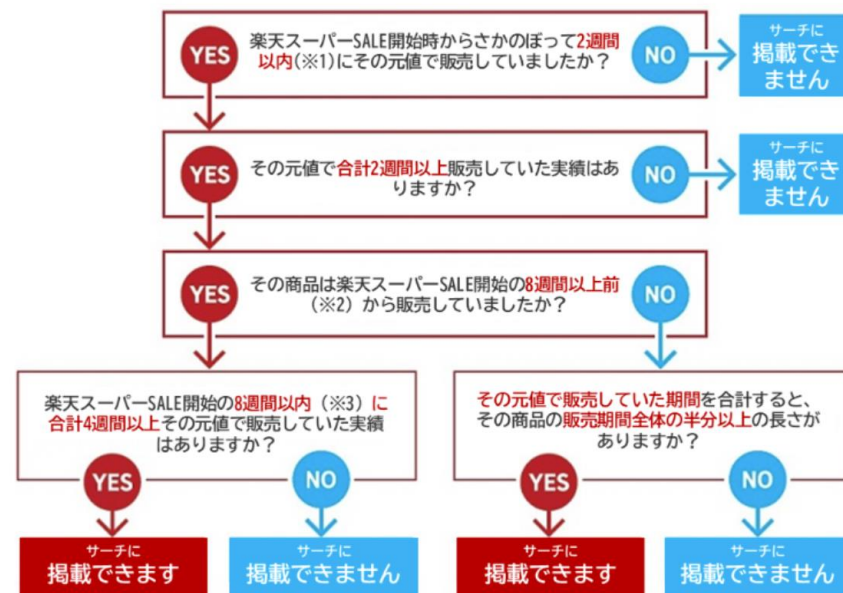 楽天スーパーSALE開始時からさかのぼって2週間
以内(※1)にその元値で販売していましたか？
YES
NO
サーチに
掲載でき
ません
その元値で合計2週間以上販売していた実績はあ
りますか？
YES
NO
サーチに
掲載でき
ません
その商品は楽天スーパーSALE開始の8週間以上前
（※2）から販売していましたか？
YES
NO
楽天スーパーSALE開始の8週間以内（※3）に
合計4週間以上その元値で販売していた実績
はありますか？
YES
NO
サーチに
掲載できます
サーチに
掲載できません
その元値で販売していた期間を合計すると、
その商品の販売期間全体の半分以上の長さが
ありますか？
YES
NO
サーチに
掲載できます
サーチに
掲載できません